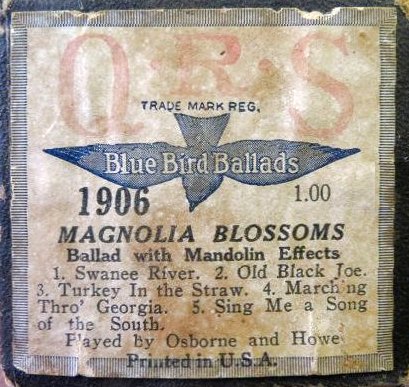 Q·R·S
TRADE MARK REG.
Blue Bird Ballads
1906 1.00
MAGNOLIA BLOSSOMS
Ballad with Mandolin Effects
1. Swanee River. 2. Old Black Joe.
3. Turkey In the Straw. 4. Marching
Thro' Georgia. 5. Sing Me a Song
of the South.
Played by Osborne and Howe
Printed in U.S.A.